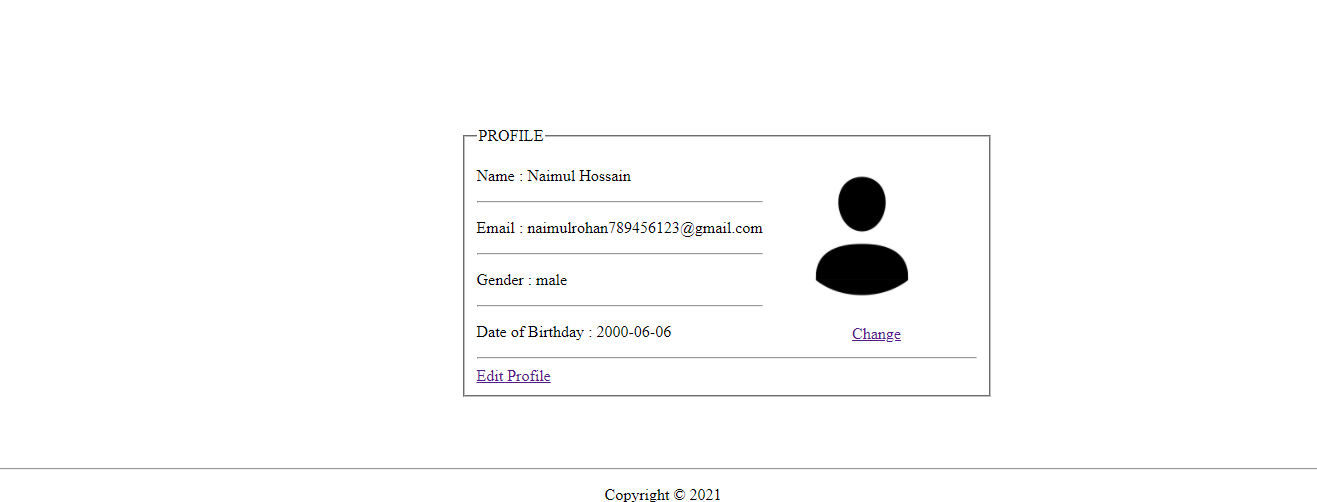 PROFILE
Name : Naimul Hossain
Email : naimulrohan789456123@gmail.com
Gender : male
Date of Birthday : 2000-06-06
Change
Edit Profile
Copyright © 2021